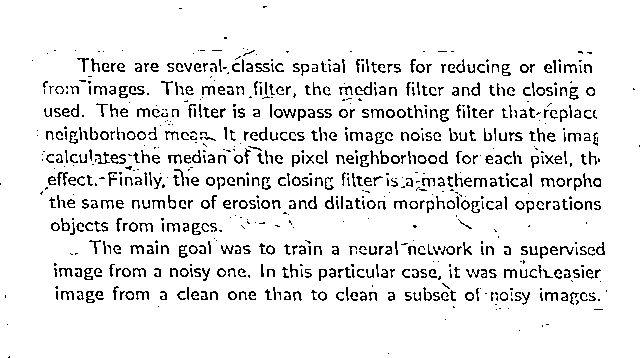 There are several classic spatial filters for reducing or elimin
from images. The mean filter, the median filter and the closing o
used. The mean filter is a lowpass or smoothing filter that replac
neighborhood mean. It reduces the image noise but blurs the imag
calculates the median of the pixel neighborhood for each pixel, th
effect. Finally, the opening closing filter is a mathematical morpho
the same number of erosion and dilation morphological operations
objects from images.
The main goal was to train a neural network in a supervised
image from a noisy one. In this particular case, it was much easier
image from a clean one than to clean a subset of noisy images.